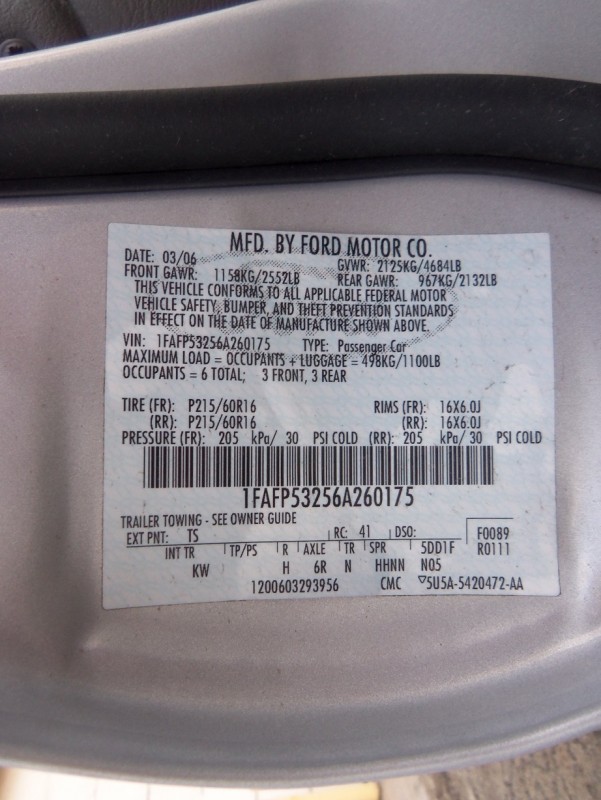 MFD. BY FORD MOTOR CO.
DATE: 03/06 GVWR: 2125KG/4684LB
FRONT GAWR: 1158KG/2552LB REAR GAWR: 967KG/2132LB
THIS VEHICLE CONFORMS TO ALL APPLICABLE FEDERAL MOTOR
VEHICLE SAFETY, BUMPER, AND THEFT PREVENTION STANDARDS
IN EFFECT ON THE DATE OF MANUFACTURE SHOWN ABOVE.
VIN: 1FAFP53256A260175 TYPE: Passenger Car
MAXIMUM LOAD = OCCUPANTS + LUGGAGE = 498KG/1100LB
OCCUPANTS = 6 TOTAL; 3 FRONT, 3 REAR
TIRE (FR): P215/60R16 RIMS (FR): 16X6.0J
(RR): P215/60R16 (RR): 16X6.0J
PRESSURE (FR): 205 kPa/ 30 PSI COLD (RR): 205 kPa/ 30 PSI COLD
1FAFP53256A260175
TRAILER TOWING - SEE OWNER GUIDE
EXT PNT: TS RC: 41 DSO: F0089
INT TR TP/PS R AXLE TR SPR 5DD1F R0111
KW H 6R N HHNN N05
1200603293956 CMC ▽5U5A-5420472-AA